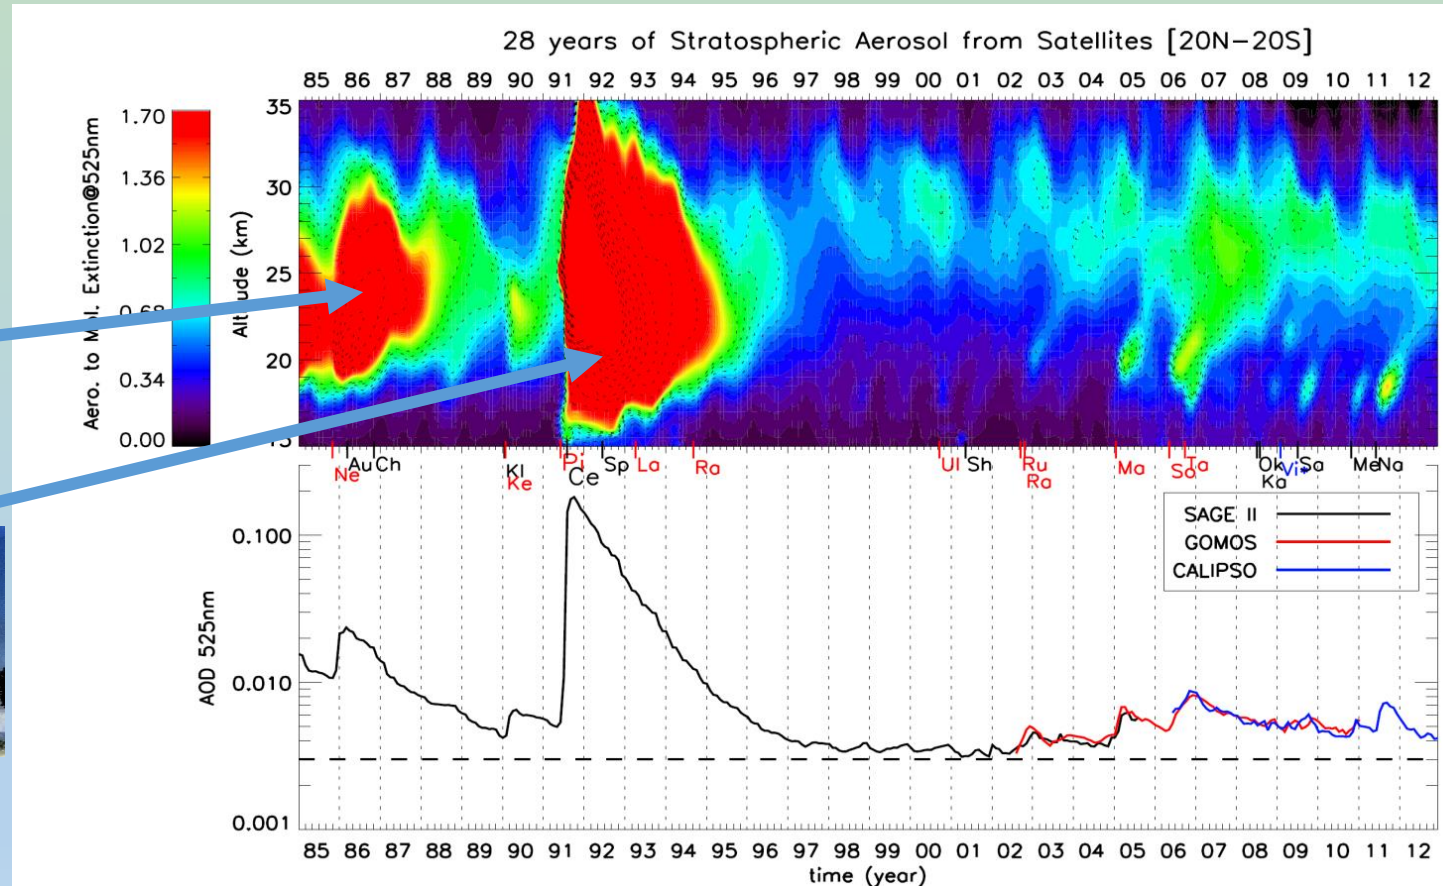 28 years of Stratospheric Aerosol from Satellites [20N-20S]
85 86 87 88 89 90 91 92 93 94 95 96 97 98 99 00 01 02 03 04 05 06 07 08 09 10 11 12
Aero. to Mol. Extinction@525nm
1.70
1.36
1.02
0.68
0.34
0.00
Altitude (km)
35
30
25
20
15
Ne Au Ch Kl Ke Pi Ce Sp La Ra Ul Sh Ru Ra Ma So Ta Ok Ka Vi* Sa Me Na
SAGE II
GOMOS
CALIPSO
AOD 525nm
0.100
0.010
0.001
85 86 87 88 89 90 91 92 93 94 95 96 97 98 99 00 01 02 03 04 05 06 07 08 09 10 11 12
time (year)